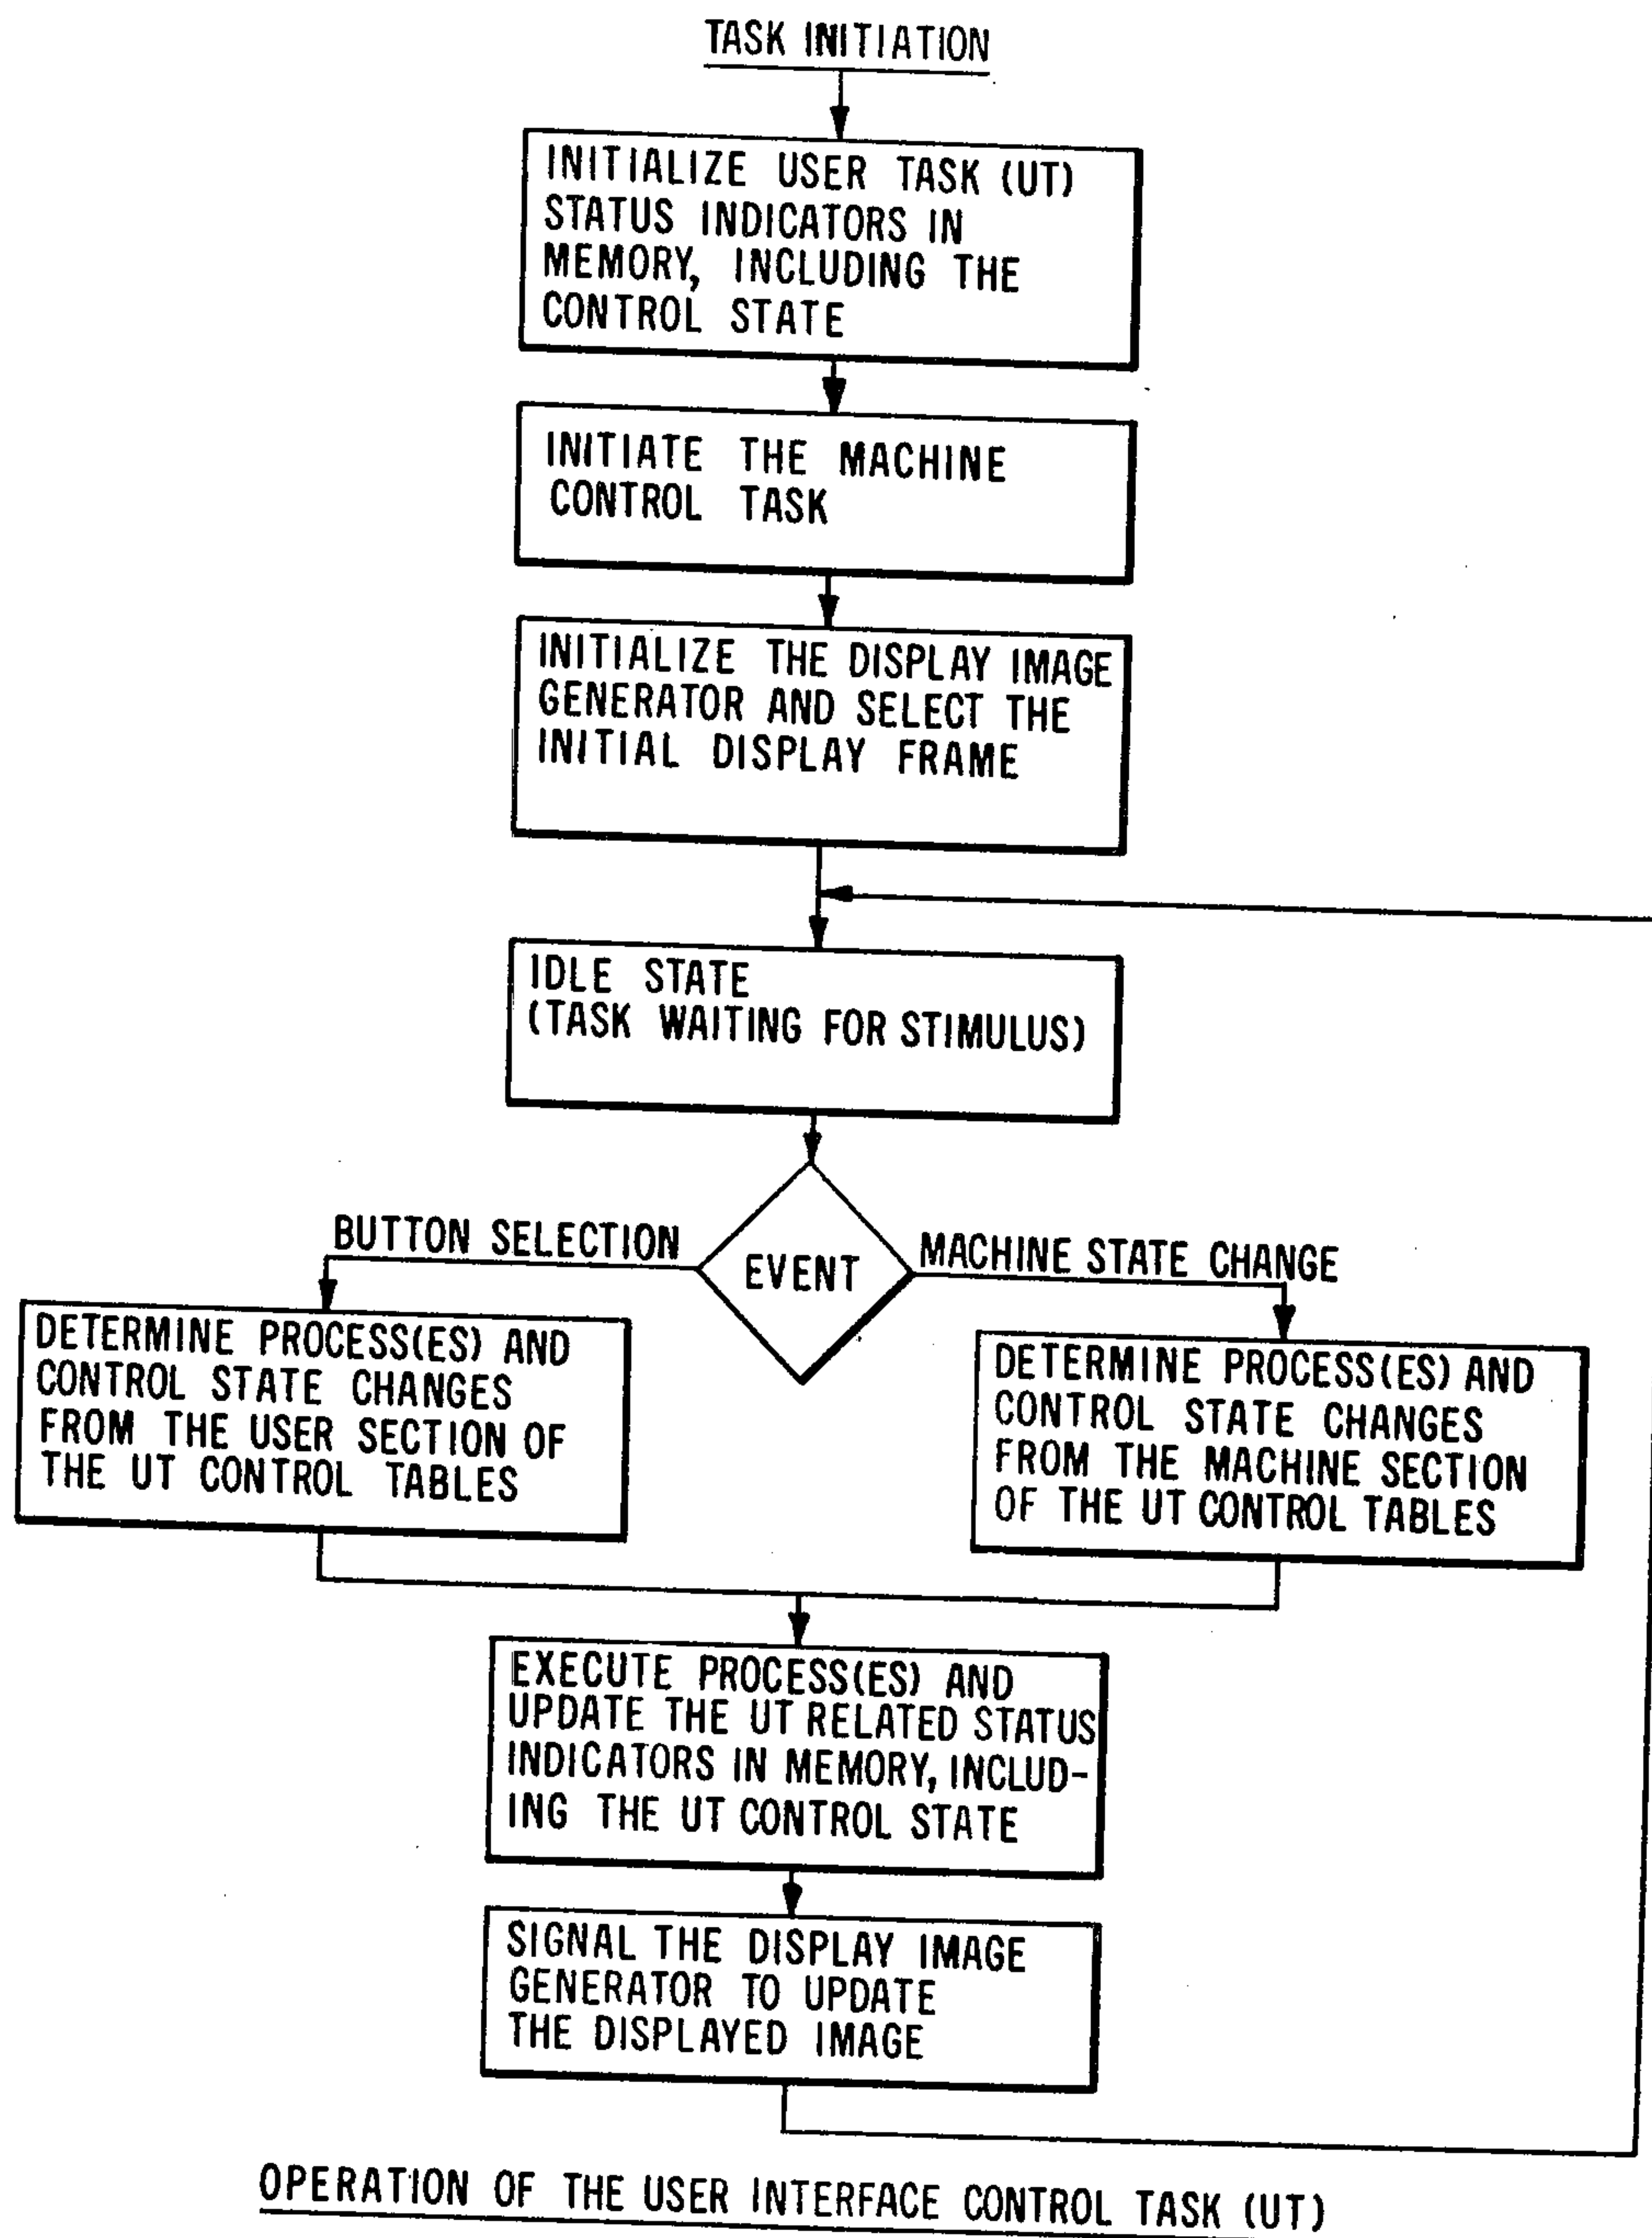 TASK INITIATION
INITIALIZE USER TASK (UT)
STATUS INDICATORS IN
MEMORY, INCLUDING THE
CONTROL STATE
INITIATE THE MACHINE
CONTROL TASK
INITIALIZE THE DISPLAY IMAGE
GENERATOR AND SELECT THE
INITIAL DISPLAY FRAME
IDLE STATE
(TASK WAITING FOR STIMULUS)
EVENT
BUTTON SELECTION
MACHINE STATE CHANGE
DETERMINE PROCESS(ES) AND
CONTROL STATE CHANGES
FROM THE USER SECTION OF
THE UT CONTROL TABLES
DETERMINE PROCESS(ES) AND
CONTROL STATE CHANGES
FROM THE MACHINE SECTION
OF THE UT CONTROL TABLES
EXECUTE PROCESS(ES) AND
UPDATE THE UT RELATED STATUS
INDICATORS IN MEMORY, INCLUD-
ING THE UT CONTROL STATE
SIGNAL THE DISPLAY IMAGE
GENERATOR TO UPDATE
THE DISPLAYED IMAGE
OPERATION OF THE USER INTERFACE CONTROL TASK (UT)